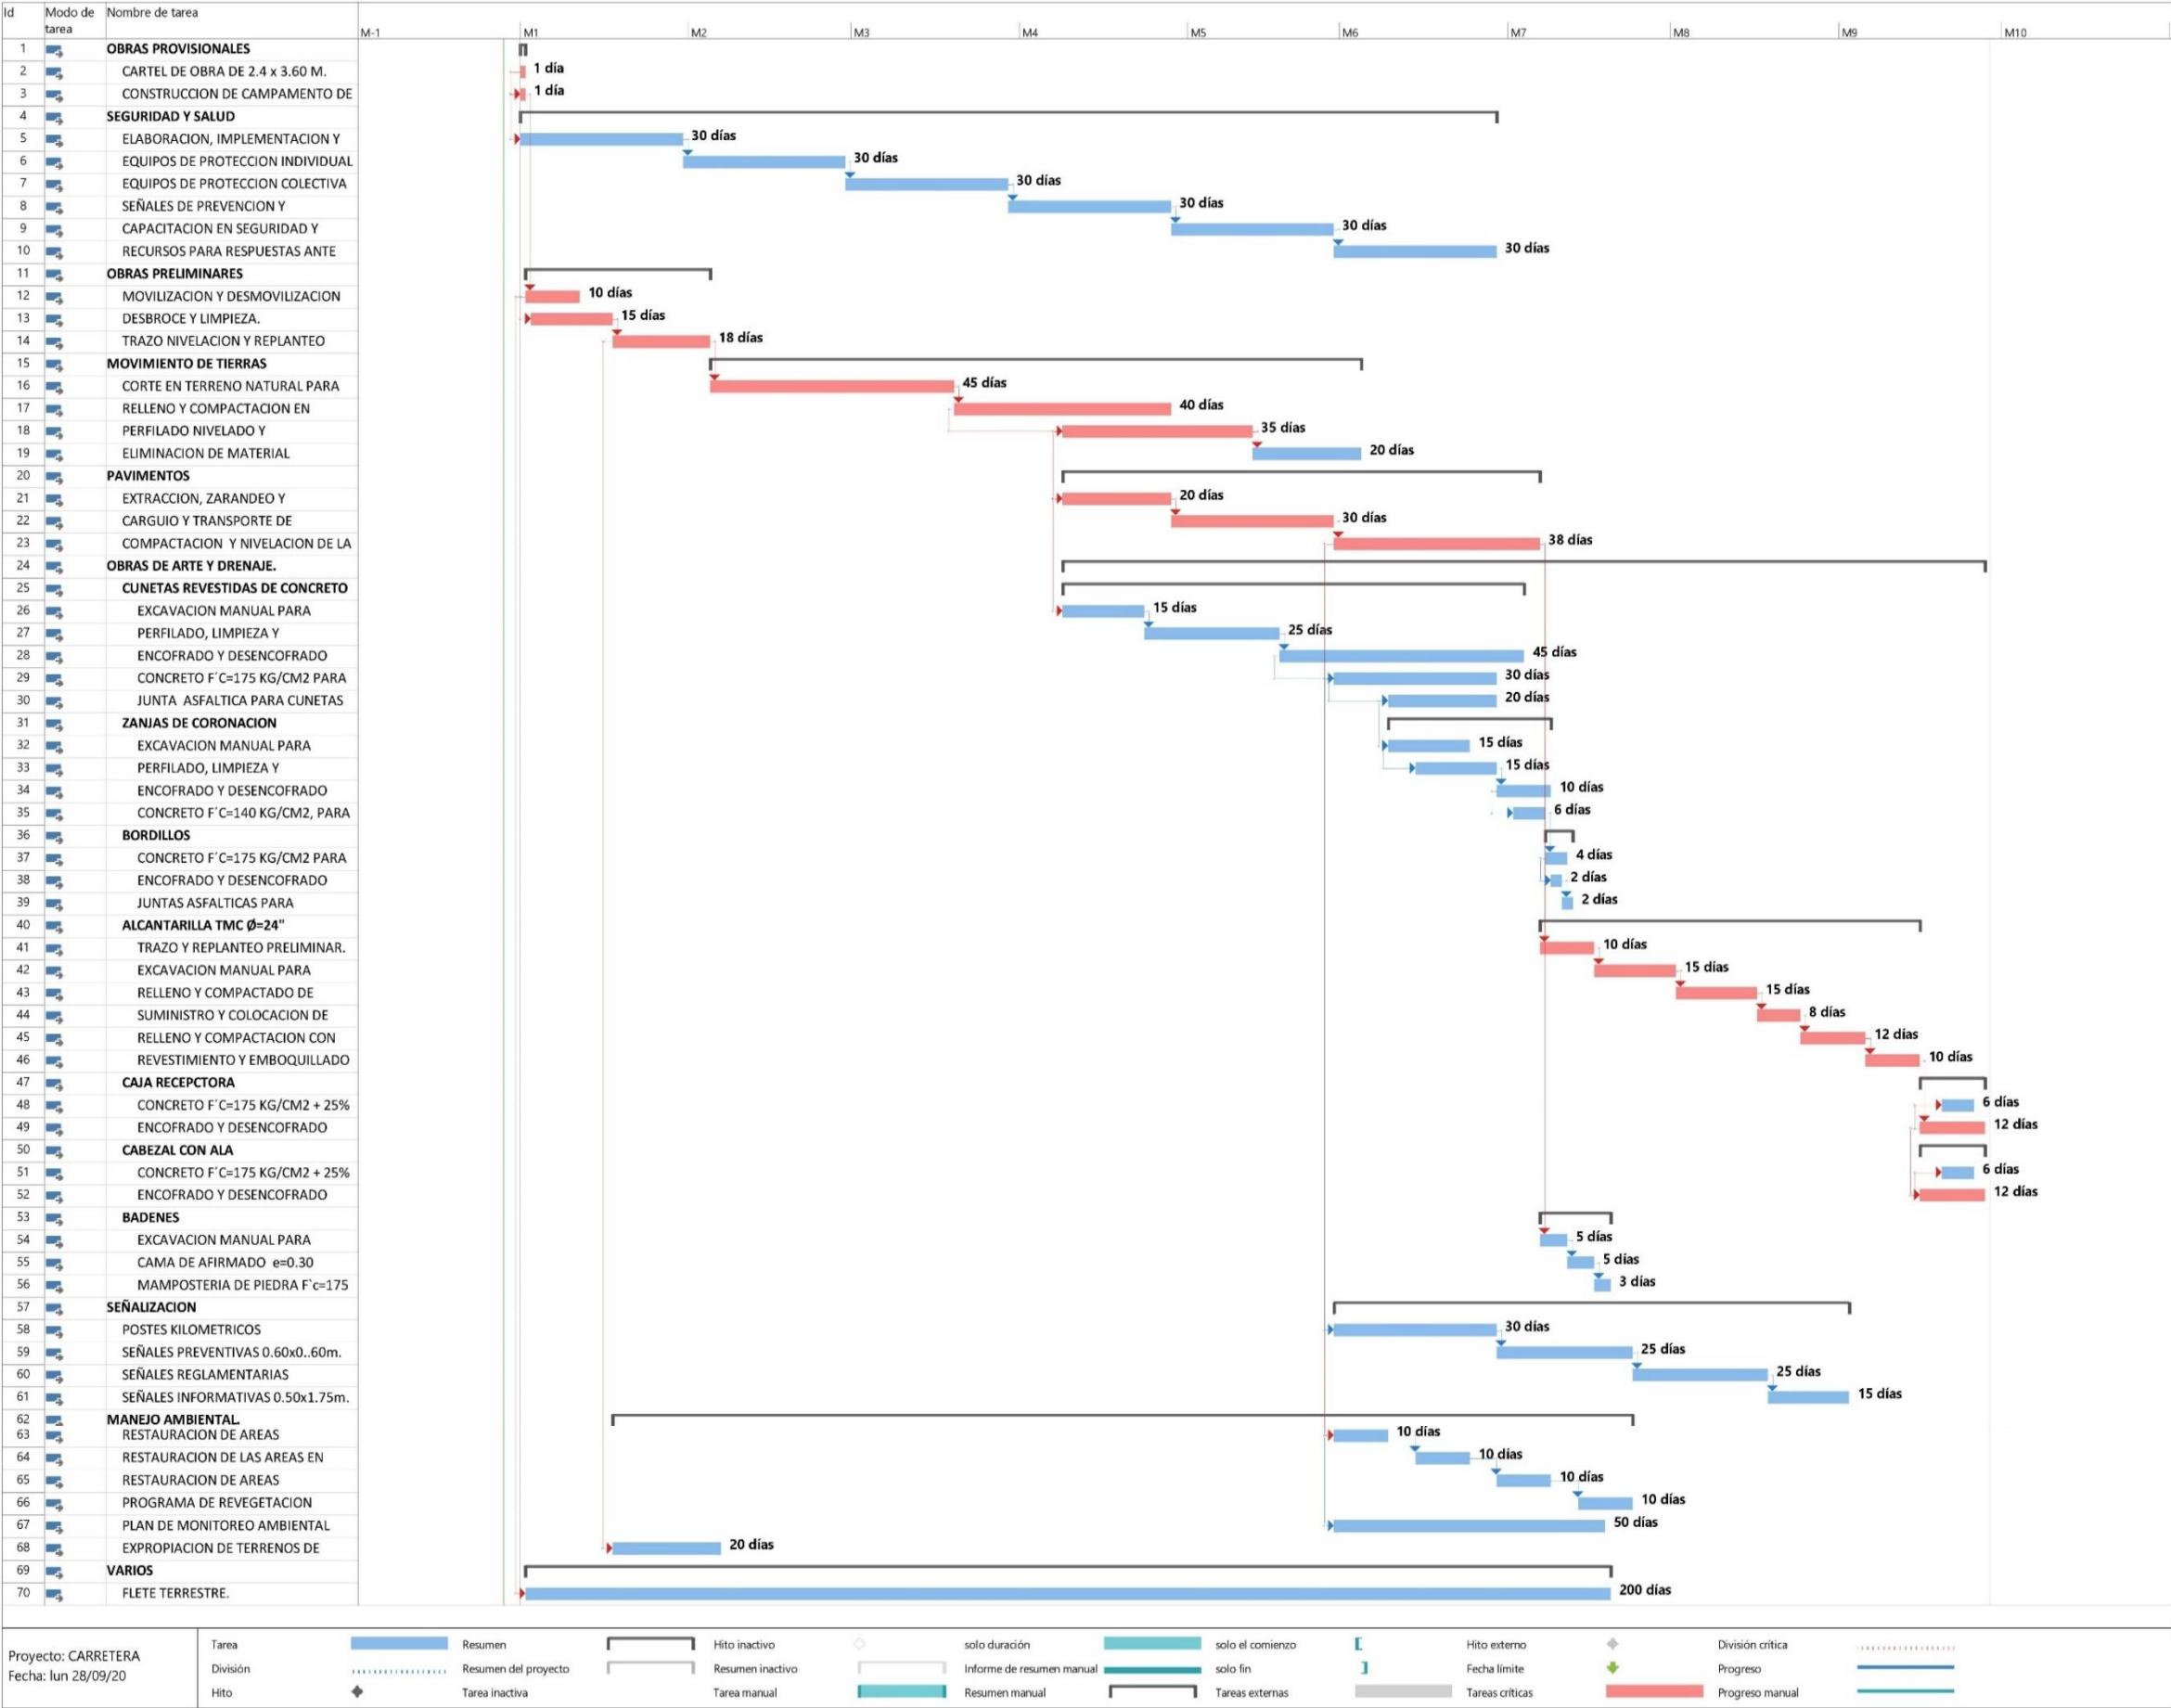 Id Modo de tarea Nombre de tarea M-1 M1 M2 M3 M4 M5 M6 M7 M8 M9 M10
1 OBRAS PROVISIONALES
2 CARTEL DE OBRA DE 2.4 x 3.60 M. 1 día
3 CONSTRUCCION DE CAMPAMENTO DE 1 día
4 SEGURIDAD Y SALUD
5 ELABORACION, IMPLEMENTACION Y 30 días
6 EQUIPOS DE PROTECCION INDIVIDUAL 30 días
7 EQUIPOS DE PROTECCION COLECTIVA 30 días
8 SEÑALES DE PREVENCION Y 30 días
9 CAPACITACION EN SEGURIDAD Y 30 días
10 RECURSOS PARA RESPUESTAS ANTE 30 días
11 OBRAS PRELIMINARES
12 MOVILIZACION Y DESMOVILIZACION 10 días
13 DESBROCE Y LIMPIEZA. 15 días
14 TRAZO NIVELACION Y REPLANTEO 18 días
15 MOVIMIENTO DE TIERRAS
16 CORTE EN TERRENO NATURAL PARA 45 días
17 RELLENO Y COMPACTACION EN 40 días
18 PERFILADO NIVELADO Y 35 días
19 ELIMINACION DE MATERIAL 20 días
20 PAVIMENTOS
21 EXTRACCION, ZARANDEO Y 20 días
22 CARGUIO Y TRANSPORTE DE 30 días
23 COMPACTACION Y NIVELACION DE LA 38 días
24 OBRAS DE ARTE Y DRENAJE.
25 CUNETAS REVESTIDAS DE CONCRETO
26 EXCAVACION MANUAL PARA 15 días
27 PERFILADO, LIMPIEZA Y 25 días
28 ENCOFRADO Y DESENCOFRADO 45 días
29 CONCRETO F´C=175 KG/CM2 PARA 30 días
30 JUNTA ASFALTICA PARA CUNETAS 20 días
31 ZANJAS DE CORONACION
32 EXCAVACION MANUAL PARA 15 días
33 PERFILADO, LIMPIEZA Y 15 días
34 ENCOFRADO Y DESENCOFRADO 10 días
35 CONCRETO F´C=140 KG/CM2, PARA 6 días
36 BORDILLOS
37 CONCRETO F´C=175 KG/CM2 PARA 4 días
38 ENCOFRADO Y DESENCOFRADO 2 días
39 JUNTAS ASFALTICAS PARA 2 días
40 ALCANTARILLA TMC Ø=24"
41 TRAZO Y REPLANTEO PRELIMINAR. 10 días
42 EXCAVACION MANUAL PARA 15 días
43 RELLENO Y COMPACTADO DE 15 días
44 SUMINISTRO Y COLOCACION DE 8 días
45 RELLENO Y COMPACTACION CON 12 días
46 REVESTIMIENTO Y EMBOQUILLADO 10 días
47 CAJA RECEPCTORA
48 CONCRETO F´C=175 KG/CM2 + 25% 6 días
49 ENCOFRADO Y DESENCOFRADO 12 días
50 CABEZAL CON ALA
51 CONCRETO F´C=175 KG/CM2 + 25% 6 días
52 ENCOFRADO Y DESENCOFRADO 12 días
53 BADENES
54 EXCAVACION MANUAL PARA 5 días
55 CAMA DE AFIRMADO e=0.30 5 días
56 MAMPOSTERIA DE PIEDRA F`c=175 3 días
57 SEÑALIZACION
58 POSTES KILOMETRICOS 30 días
59 SEÑALES PREVENTIVAS 0.60x0..60m. 25 días
60 SEÑALES REGLAMENTARIAS 25 días
61 SEÑALES INFORMATIVAS 0.50x1.75m. 15 días
62 MANEJO AMBIENTAL.
63 RESTAURACION DE AREAS 10 días
64 RESTAURACION DE LAS AREAS EN 10 días
65 RESTAURACION DE AREAS 10 días
66 PROGRAMA DE REVEGETACION 10 días
67 PLAN DE MONITOREO AMBIENTAL 50 días
68 EXPROPIACION DE TERRENOS DE 20 días
69 VARIOS
70 FLETE TERRESTRE. 200 días
Proyecto: CARRETERA
Fecha: lun 28/09/20
Tarea Resumen Hito inactivo solo duración solo el comienzo Hito externo División crítica
División Resumen del proyecto Resumen inactivo Informe de resumen manual solo fin Fecha límite Progreso
Hito Tarea inactiva Tarea manual Resumen manual Tareas externas Tareas críticas Progreso manual